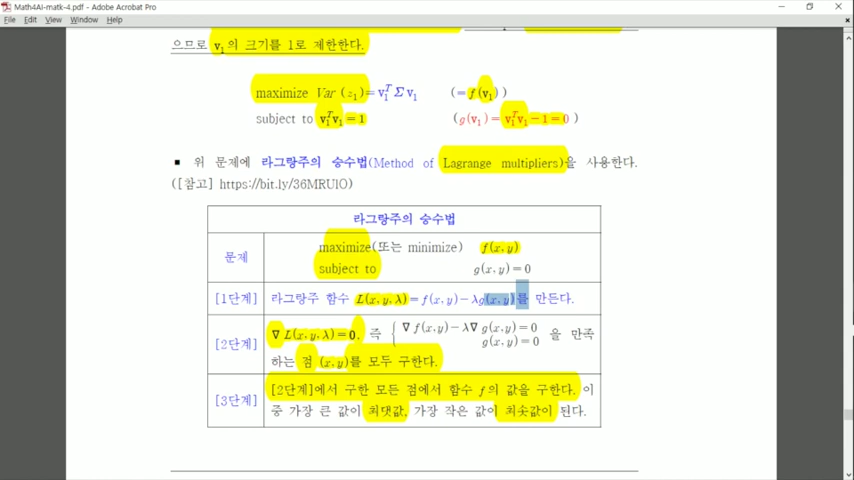 Math4AI-matk-4.pdf - Adobe Acrobat Pro
File Edit View Window Help
으므로 v₁의 크기를 1로 제한한다.
maximize Var (z₁)= v₁ᵀ Σ v₁ (= f(v₁) )
subject to v₁ᵀv₁ = 1 ( g(v₁) = v₁ᵀv₁ − 1 = 0 )
■ 위 문제에 라그랑주의 승수법(Method of Lagrange multipliers)을 사용한다.
([참고] https://bit.ly/36MRUlO)
라그랑주의 승수법
문제
maximize(또는 minimize) f(x, y)
subject to g(x, y) = 0
[1단계] 라그랑주 함수 L(x, y, λ) = f(x, y) − λg(x, y)를 만든다.
[2단계]
∇L(x, y, λ) = 0, 즉 { ∇f(x, y) − λ∇g(x, y) = 0
g(x, y) = 0 을 만족
하는 점 (x, y)를 모두 구한다.
[3단계]
[2단계]에서 구한 모든 점에서 함수 f의 값을 구한다. 이
중 가장 큰 값이 최댓값, 가장 작은 값이 최솟값이 된다.